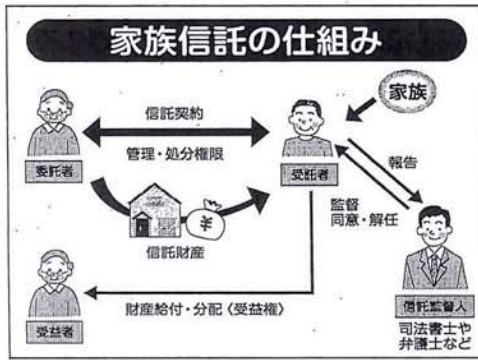 家族信託の仕組み
家族
信託契約
管理・処分権限
委託者
受託者
報告
監督
同意・解任
¥
信託財産
財産給付・分配〈受益権〉
受益者
信託監督人
司法書士や
弁護士など